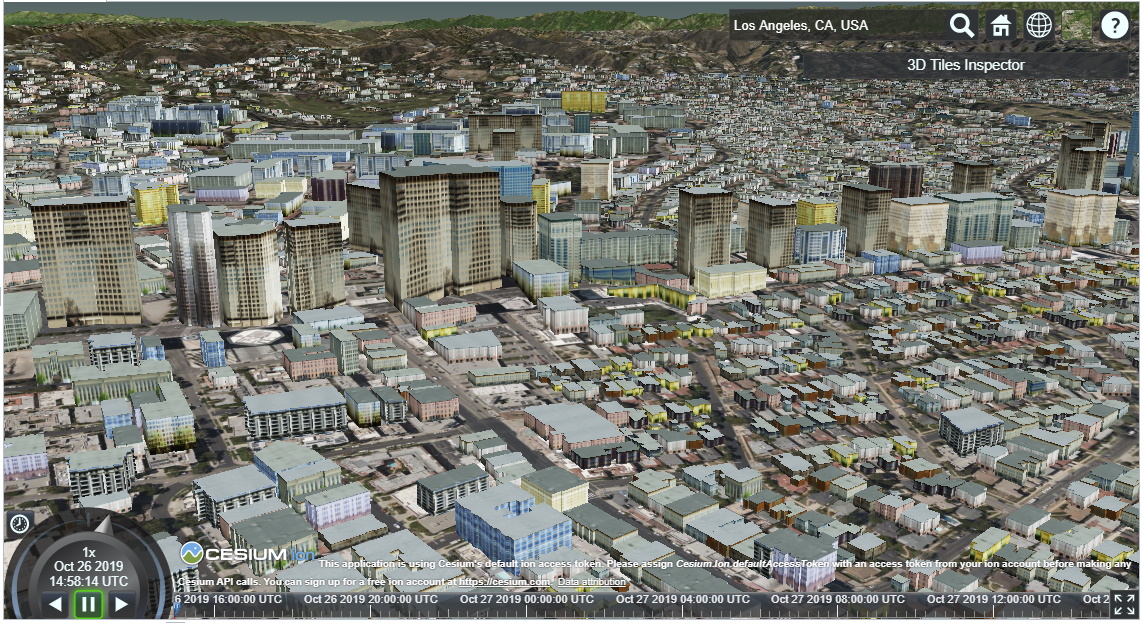 Los Angeles, CA, USA
?
3D Tiles Inspector
1x
Oct 26 2019
14:58:14 UTC
CESIUM ion
This application is using Cesium's default ion access token. Please assign Cesium.Ion.defaultAccessToken with an access token from your ion account before making any
Cesium API calls. You can sign up for a free ion account at https://cesium.com. Data attribution
6 2019 16:00:00 UTC Oct 26 2019 20:00:00 UTC Oct 27 2019 00:00:00 UTC Oct 27 2019 04:00:00 UTC Oct 27 2019 08:00:00 UTC Oct 27 2019 12:00:00 UTC Oct 2